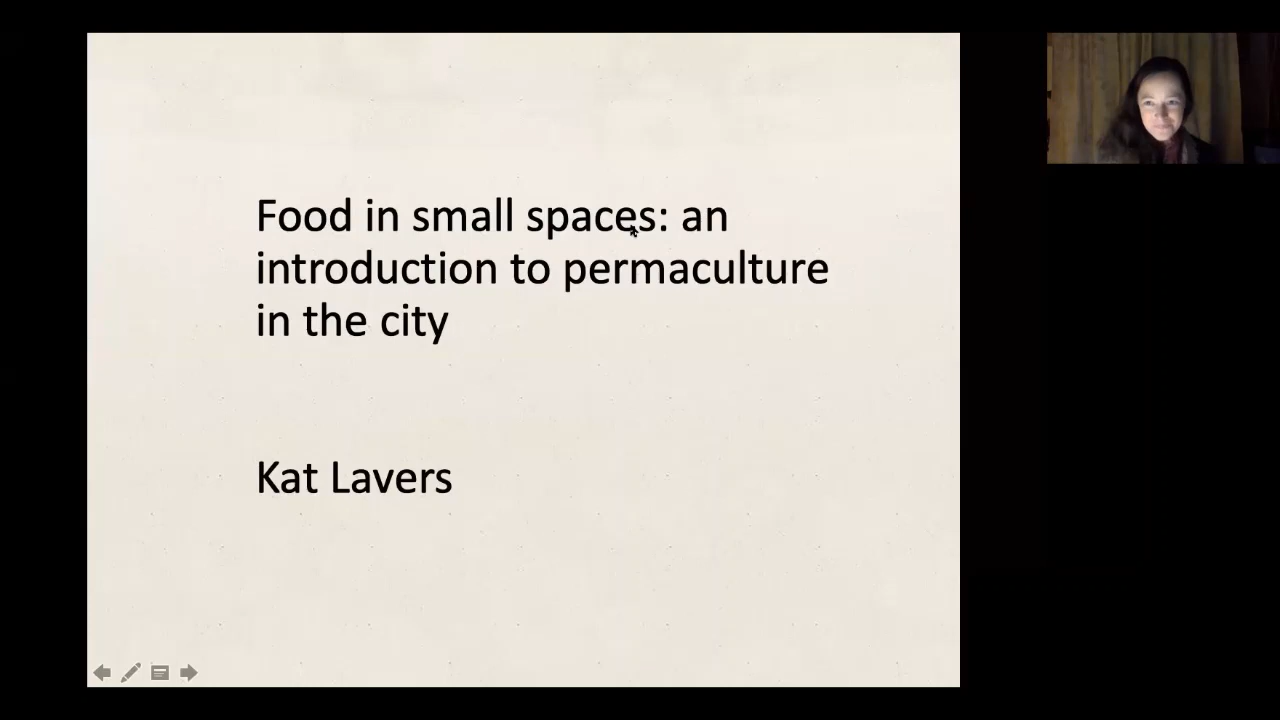 Food in small spaces: an
introduction to permaculture
in the city
Kat Lavers